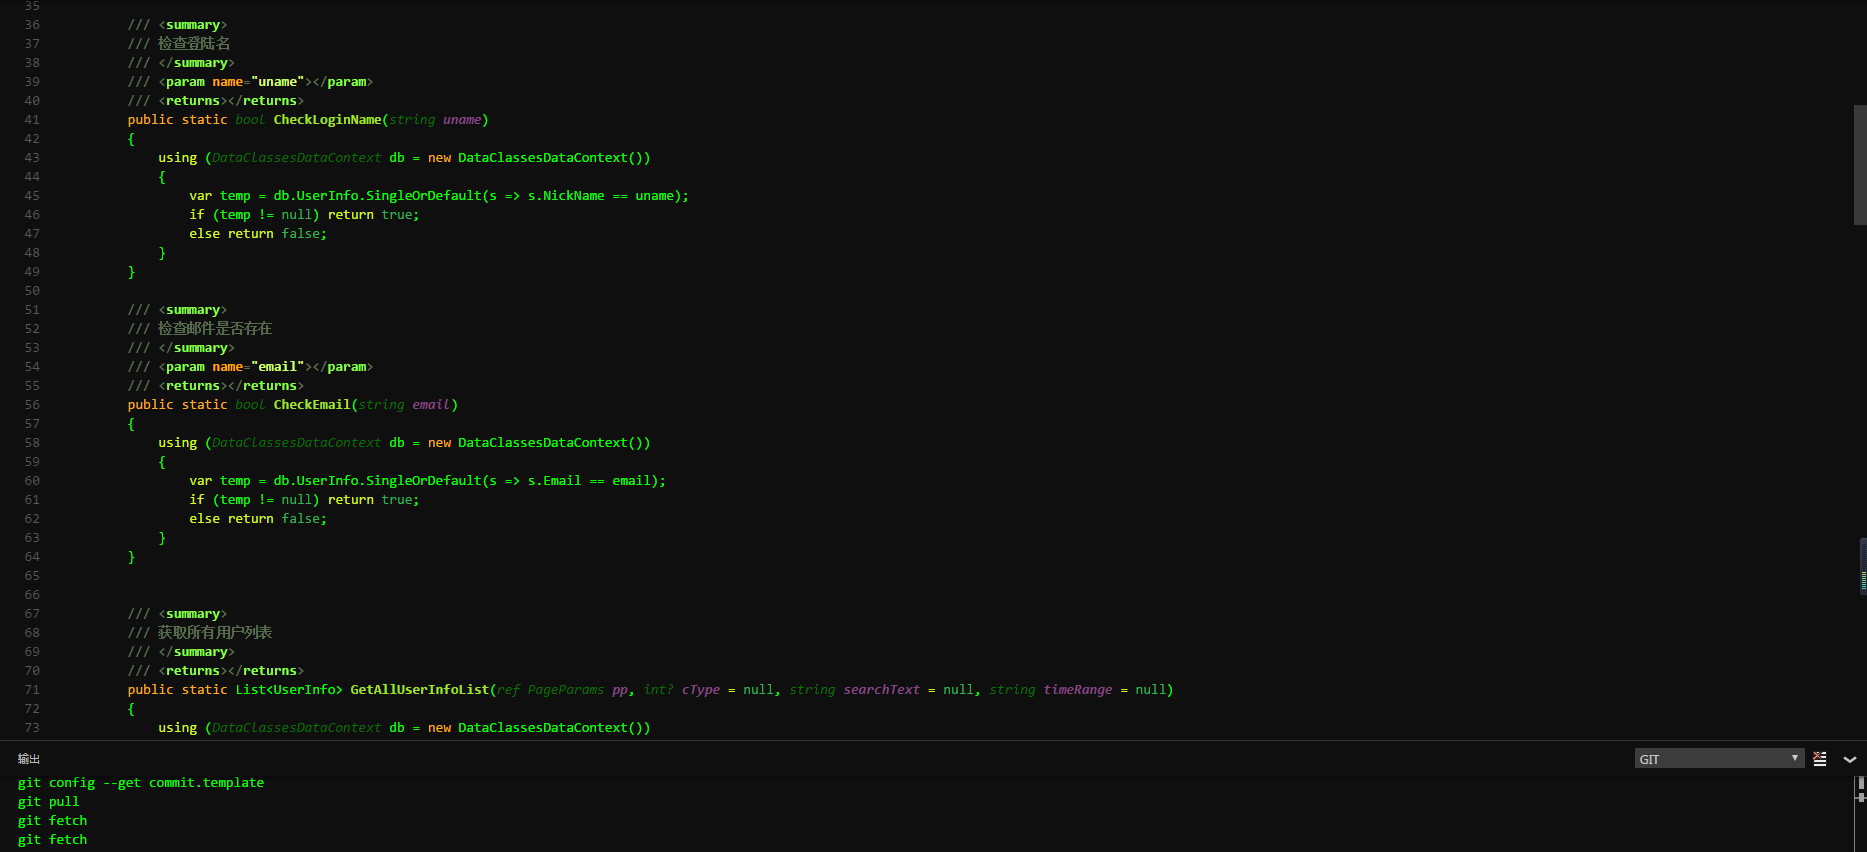 35
36 /// <summary>
37 /// 检查登陆名
38 /// </summary>
39 /// <param name="uname"></param>
40 /// <returns></returns>
41 public static bool CheckLoginName(string uname)
42 {
43 using (DataClassesDataContext db = new DataClassesDataContext())
44 {
45 var temp = db.UserInfo.SingleOrDefault(s => s.NickName == uname);
46 if (temp != null) return true;
47 else return false;
48 }
49 }
50
51 /// <summary>
52 /// 检查邮件是否存在
53 /// </summary>
54 /// <param name="email"></param>
55 /// <returns></returns>
56 public static bool CheckEmail(string email)
57 {
58 using (DataClassesDataContext db = new DataClassesDataContext())
59 {
60 var temp = db.UserInfo.SingleOrDefault(s => s.Email == email);
61 if (temp != null) return true;
62 else return false;
63 }
64 }
65
66
67 /// <summary>
68 /// 获取所有用户列表
69 /// </summary>
70 /// <returns></returns>
71 public static List<UserInfo> GetAllUserInfoList(ref PageParams pp, int? cType = null, string searchText = null, string timeRange = null)
72 {
73 using (DataClassesDataContext db = new DataClassesDataContext())
输出 GIT
git config --get commit.template
git pull
git fetch
git fetch